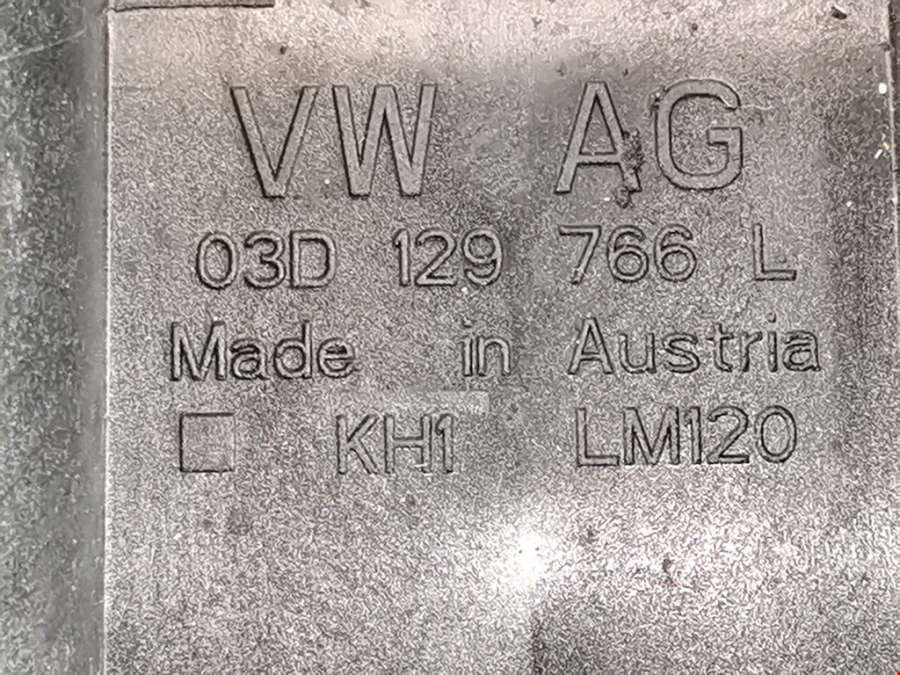 VW AG
03D 129 766 L
Made in Austria
KH1 LM120